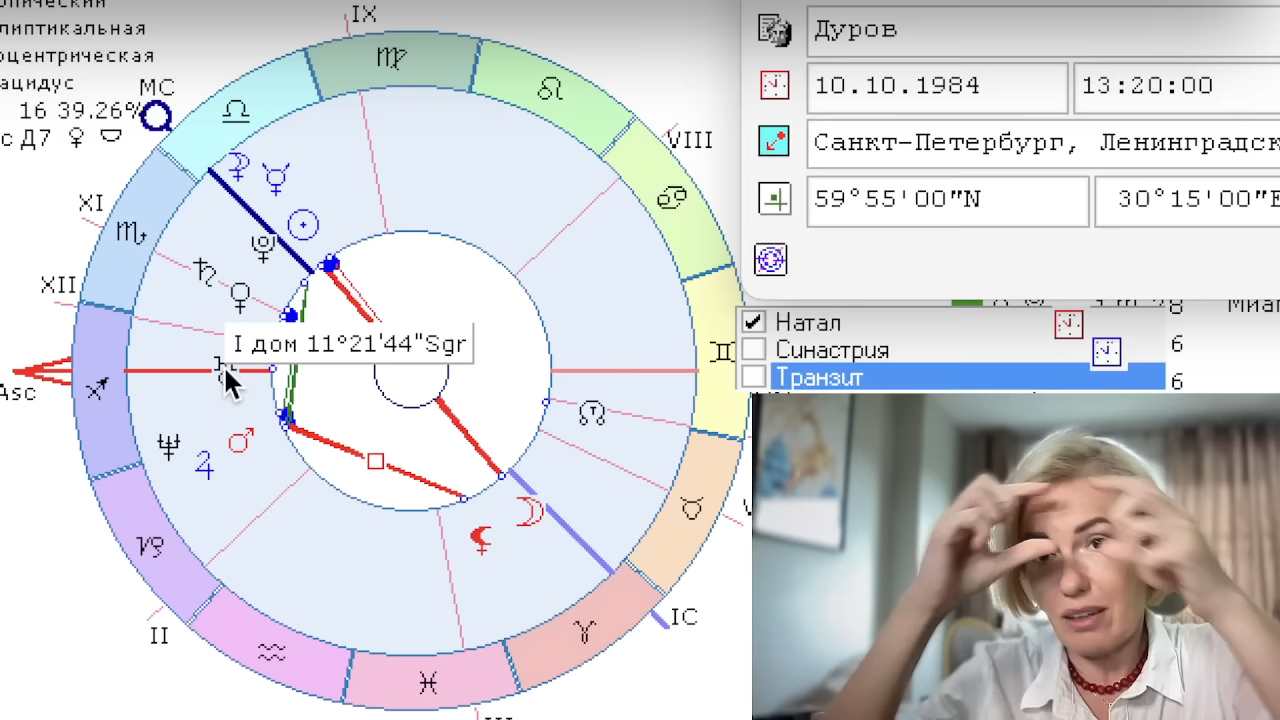 липтикальная
ацидус
16 39.26%
с Д7
MC
IX
VIII
XI
XII
Asc
II
IC
I дом 11°21'44"Sgr
Дуров
10.10.1984
13:20:00
Санкт-Петербург, Ленинградск
59°55'00"N
30°15'00"E
Натал
Синастрия
Транзит
8
6
6